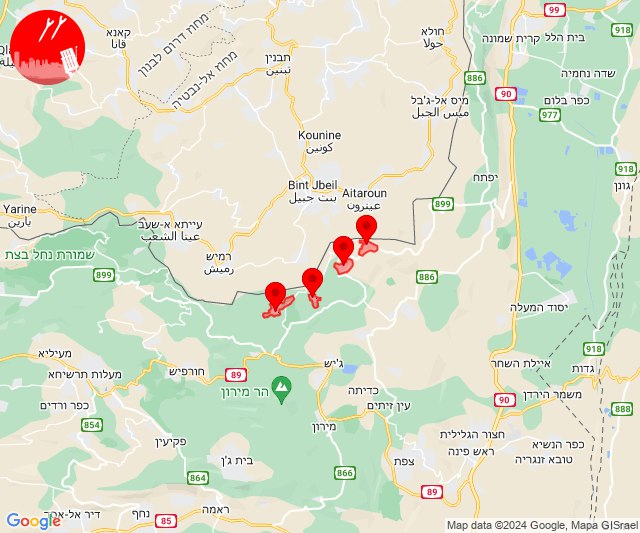 קאנא
قانا
מחוז דרום לבנון
מחוז אל-נבטיה
תבנין
تبنين
חולא
حولا
קרית שמונה
בית הלל
99
918
שדה נחמיה
886
90
כפר בלום
977
מיס אל-ג'בל
ميس الجبل
Kounine
كونين
918
Bint Jbeil
بنت جبيل
Aitaroun
عيترون
יפתח
גונן
899
Yarine
يارين
עייתא א-שעב
عيتا الشعب
רמיש
رميش
שמורת נחל בצת
899
886
יסוד המעלה
918
מעיליא
מעלות תרשיחא
חורפיש
89
ג'יש
איילת השחר
גדות
הר מירון
כדיתה
עין זיתים
90
משמר הירדן
888
כפר ורדים
854
פקיעין
מירון
חצור הגלילית
ראש פינה
כפר הנשיא
טובא זנגריה
בית ג'ן
צפת
864
866
89
Google
דיר אל-אסד
נחף
85
ראמה
Map data ©2024 Google, Mapa GISrael